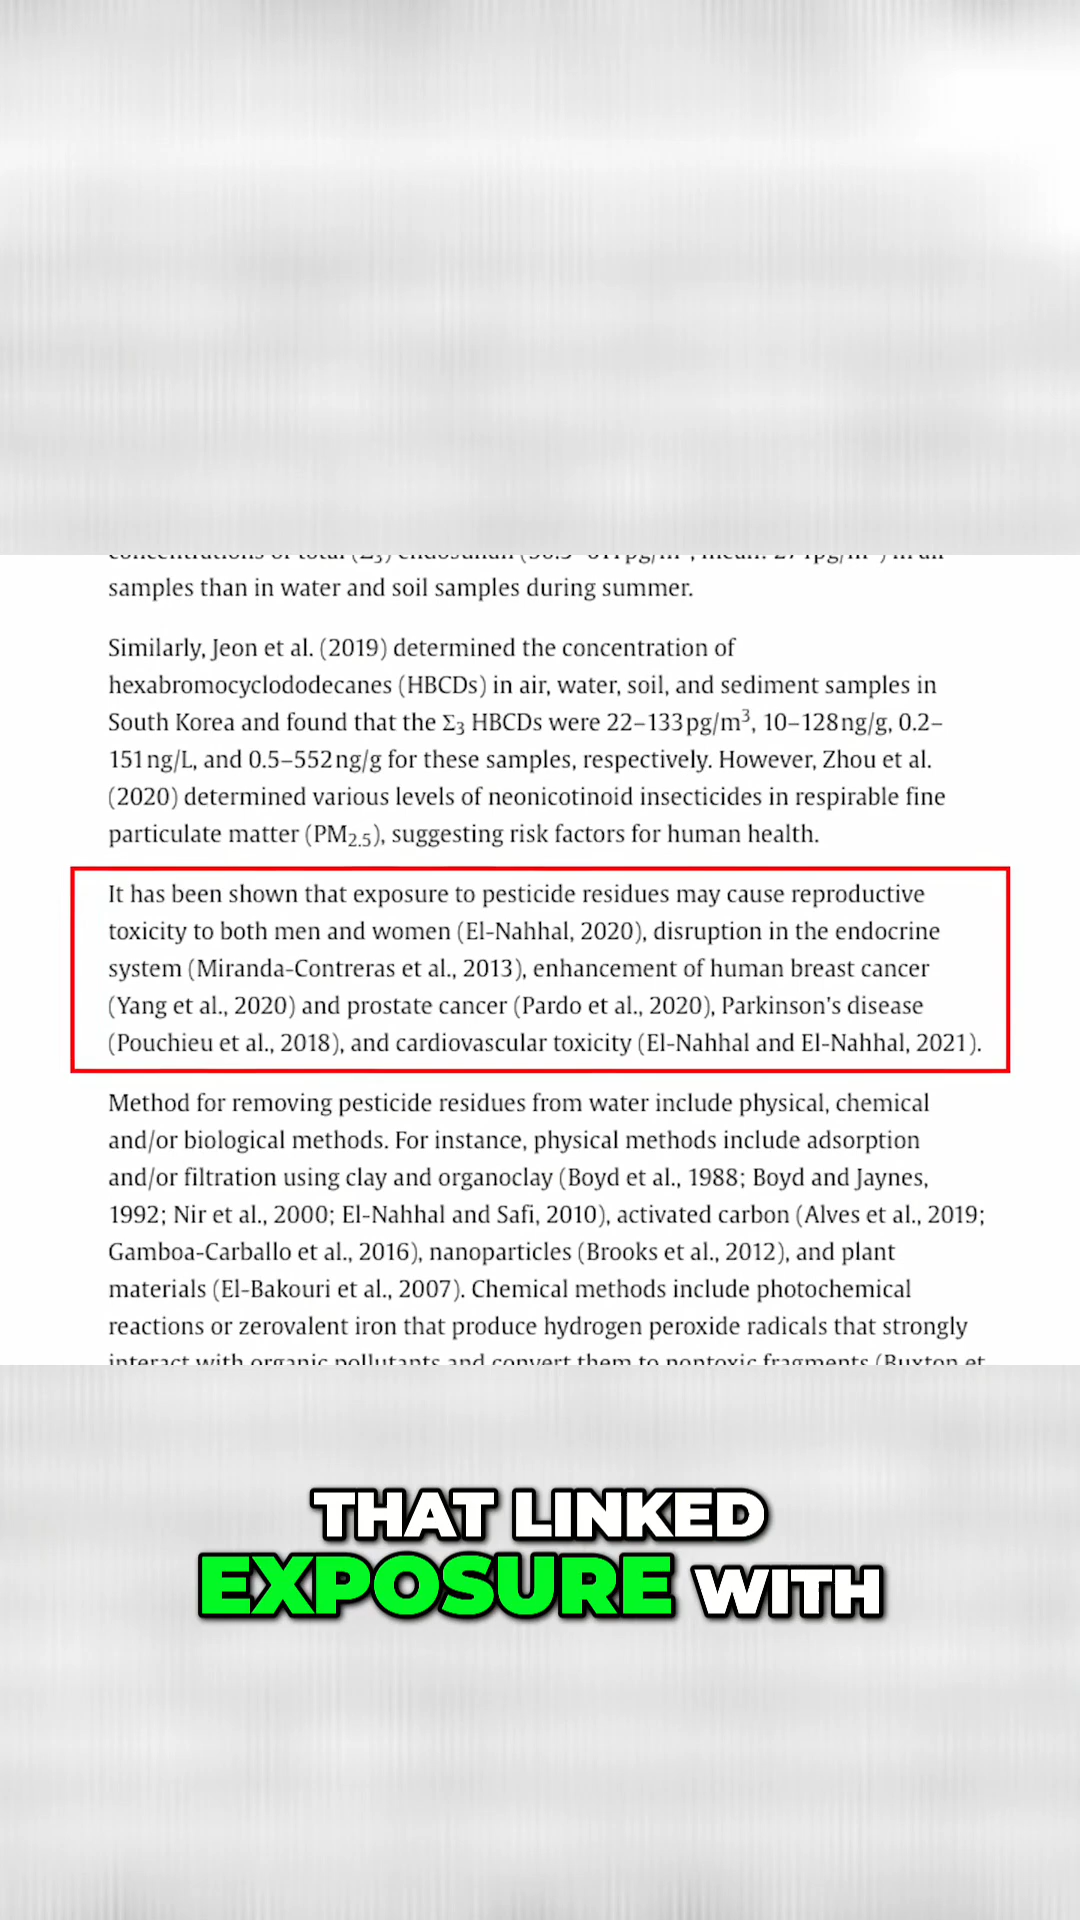 samples than in water and soil samples during summer.
Similarly, Jeon et al. (2019) determined the concentration of
hexabromocyclododecanes (HBCDs) in air, water, soil, and sediment samples in
South Korea and found that the Σ₃ HBCDs were 22–133 pg/m³, 10–128 ng/g, 0.2–
151 ng/L, and 0.5–552 ng/g for these samples, respectively. However, Zhou et al.
(2020) determined various levels of neonicotinoid insecticides in respirable fine
particulate matter (PM₂.₅), suggesting risk factors for human health.
It has been shown that exposure to pesticide residues may cause reproductive
toxicity to both men and women (El-Nahhal, 2020), disruption in the endocrine
system (Miranda-Contreras et al., 2013), enhancement of human breast cancer
(Yang et al., 2020) and prostate cancer (Pardo et al., 2020), Parkinson's disease
(Pouchieu et al., 2018), and cardiovascular toxicity (El-Nahhal and El-Nahhal, 2021).
Method for removing pesticide residues from water include physical, chemical
and/or biological methods. For instance, physical methods include adsorption
and/or filtration using clay and organoclay (Boyd et al., 1988; Boyd and Jaynes,
1992; Nir et al., 2000; El-Nahhal and Safi, 2010), activated carbon (Alves et al., 2019;
Gamboa-Carballo et al., 2016), nanoparticles (Brooks et al., 2012), and plant
materials (El-Bakouri et al., 2007). Chemical methods include photochemical
reactions or zerovalent iron that produce hydrogen peroxide radicals that strongly
interact with organic pollutants and convert them to nontoxic fragments (Buxton et
THAT LINKED
EXPOSURE WITH